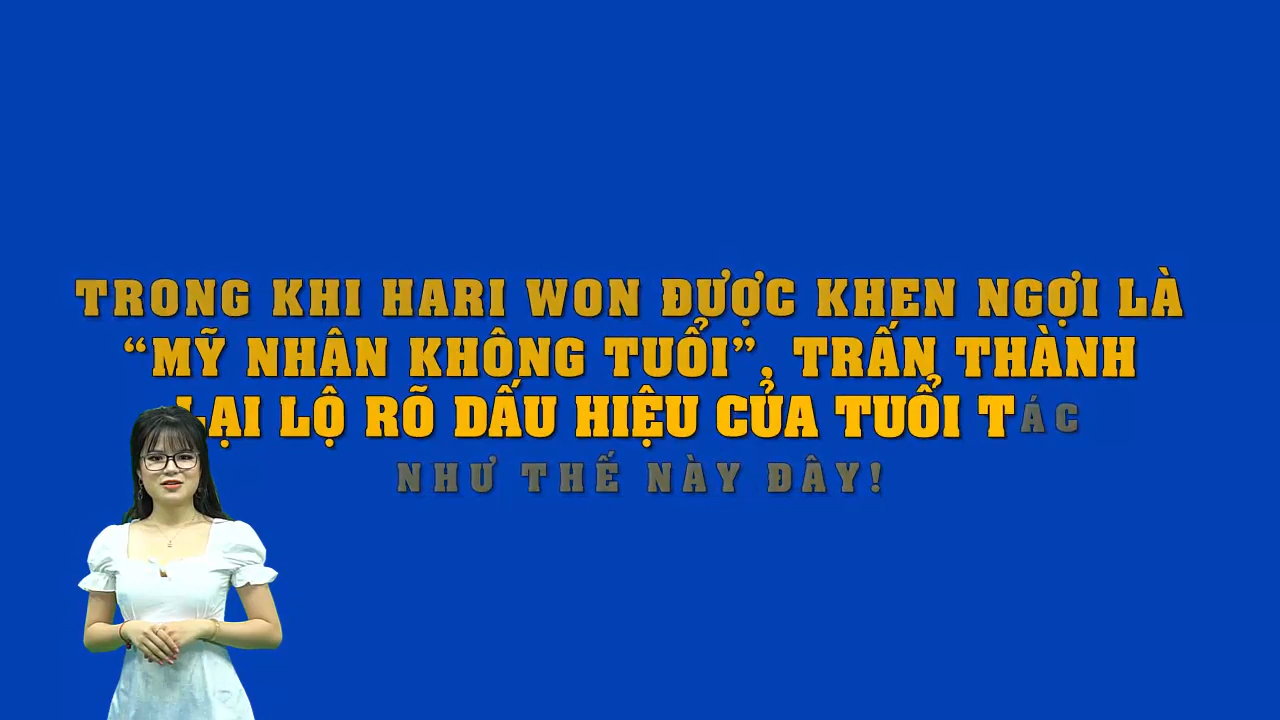 TRONG KHI HARI WON ĐƯỢC KHEN NGỢI LÀ
“MỸ NHÂN KHÔNG TUỔI”, TRẤN THÀNH
LẠI LỘ RÕ DẤU HIỆU CỦA TUỔI TÁC
NHƯ THẾ NÀY ĐÂY!